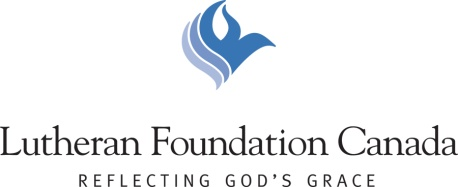 Lutheran Foundation Canada
REFLECTING GOD'S GRACE